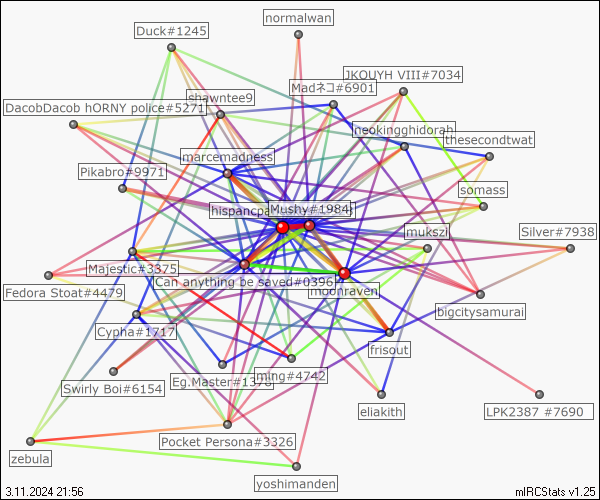 normalwan
Duck#1245
JKOUYH VIII#7034
Madネコ#6901
shawntee9
DacobDacob hORNY police#5271
neokingghidorah
thesecondtwat
marcemadness
Pikabro#9971
somass
hispancpa
Mushy#1984
mukszi
Silver#7938
Majestic#3375
Can anything be saved#0396
moonraven
Fedora Stoat#4479
bigcitysamurai
Cypha#1717
frisout
Swirly Boi#6154
Eg.Master#1378
ming#4742
eliakith
LPK2387 #7690
Pocket Persona#3326
zebula
yoshimanden
3.11.2024 21:56
mIRCStats v1.25